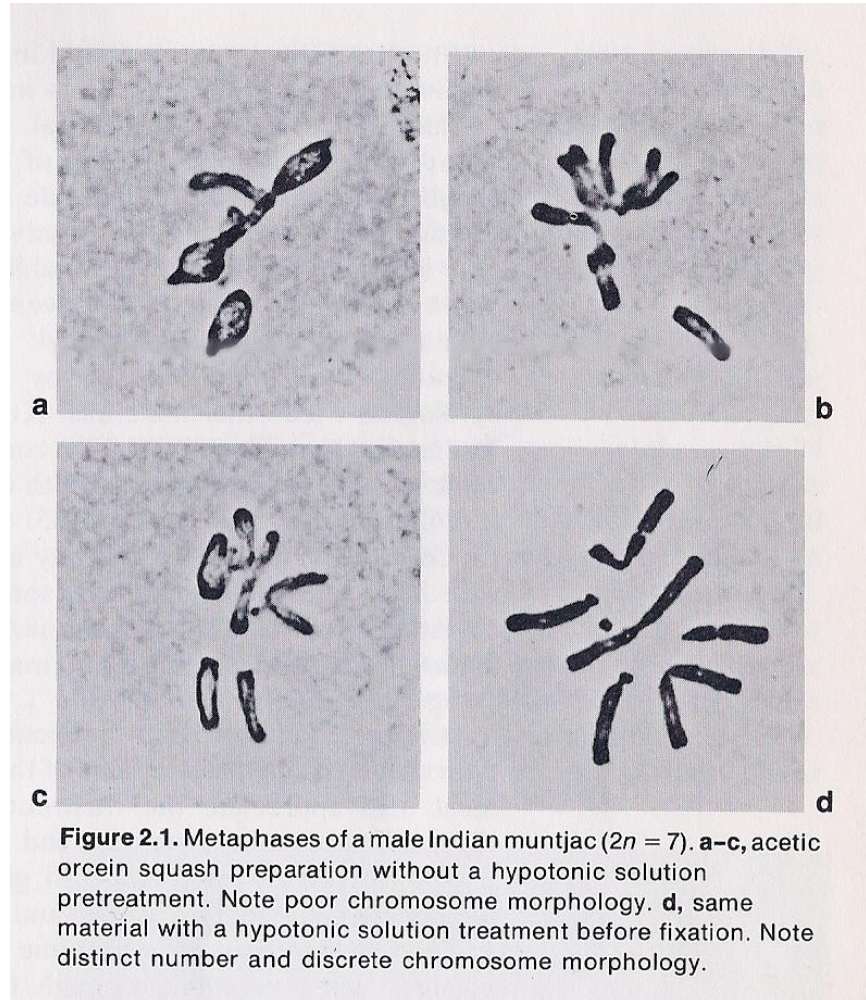 a
b
c
d
Figure 2.1. Metaphases of a male Indian muntjac (2n = 7). a–c, acetic
orcein squash preparation without a hypotonic solution
pretreatment. Note poor chromosome morphology. d, same
material with a hypotonic solution treatment before fixation. Note
distinct number and discrete chromosome morphology.